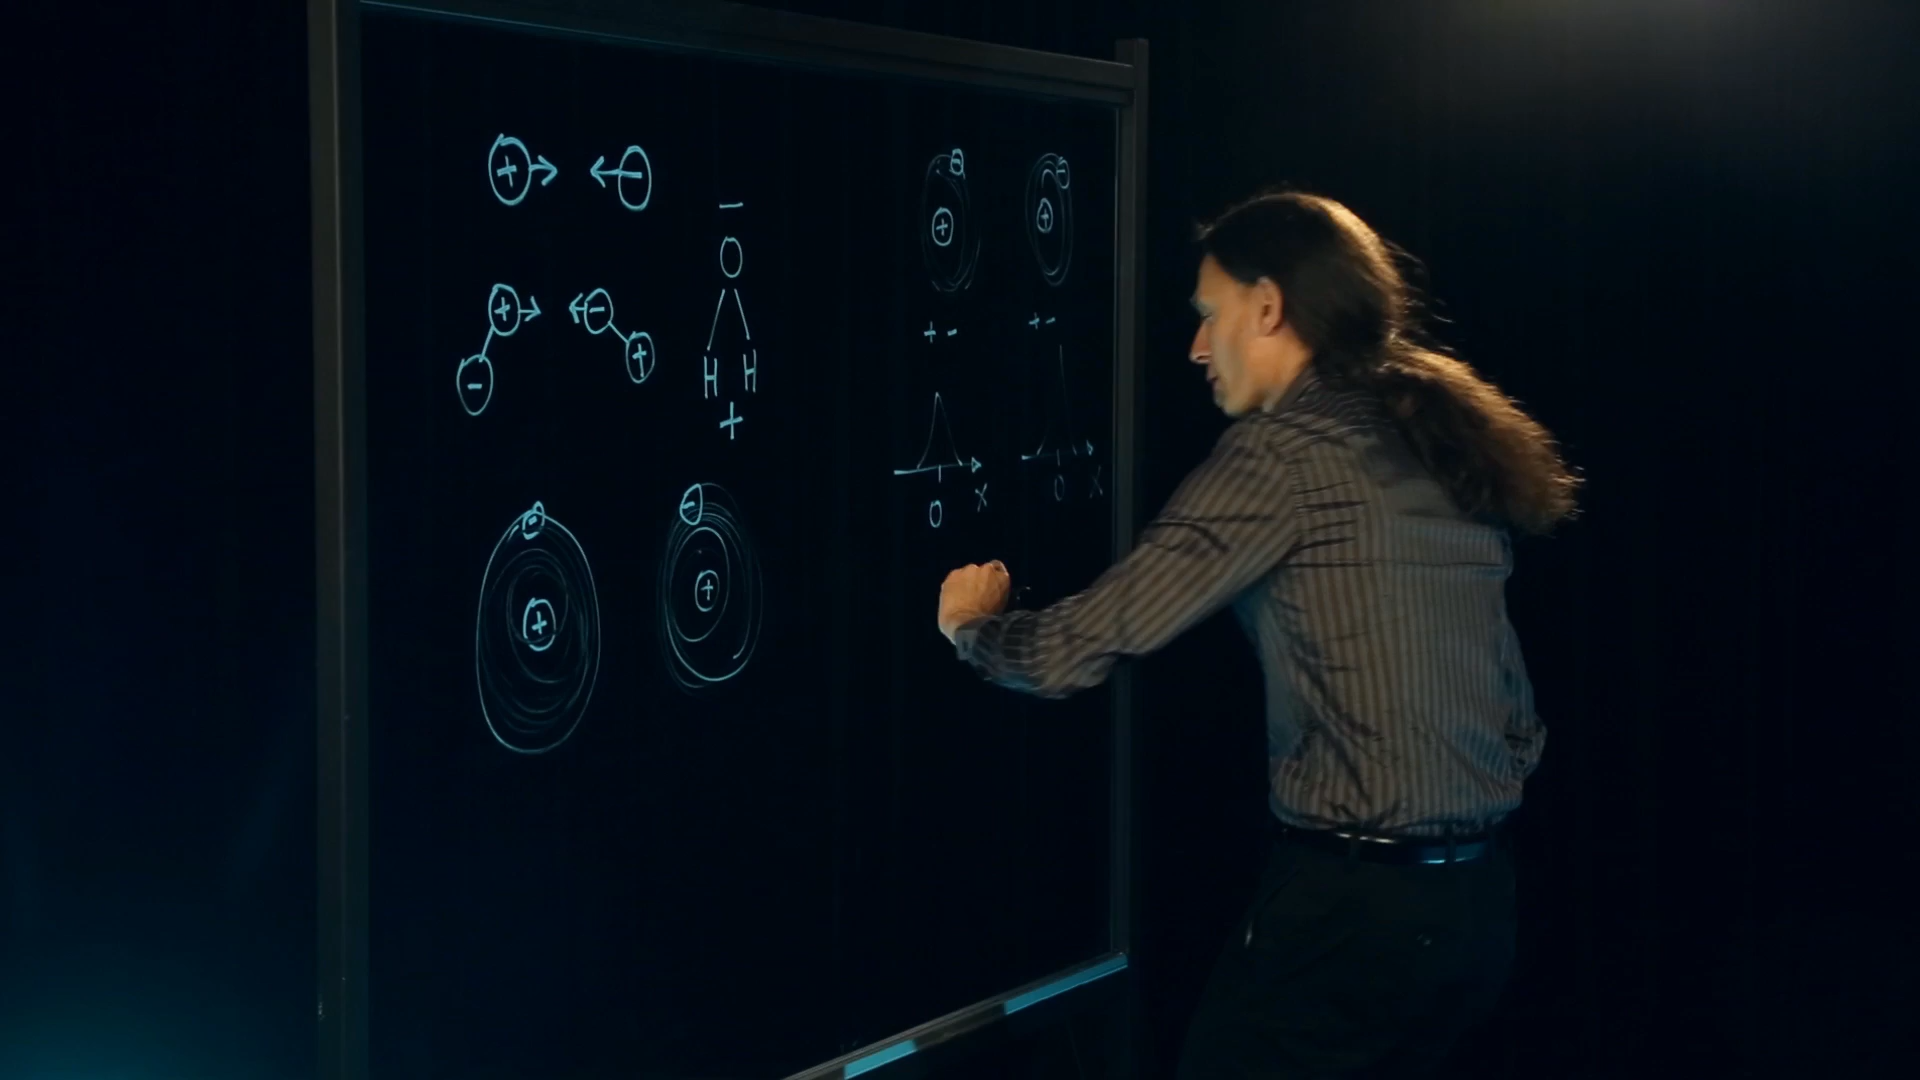 + → ← −
−
O
H H
+
+ → ← −
− +
− −
+ +
− −
+ +
+ - + -
0 x 0 x